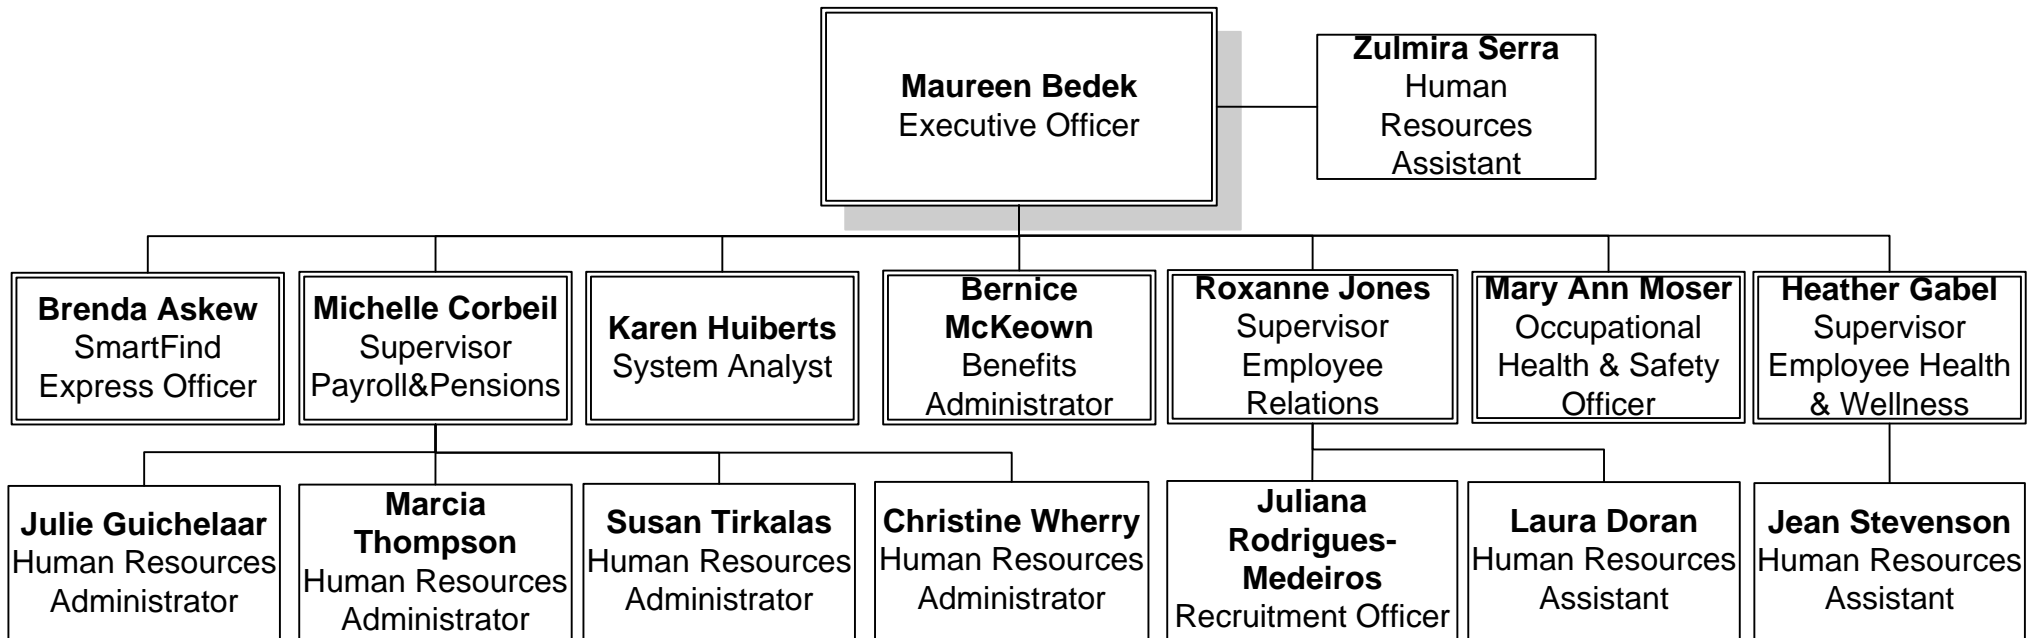 Maureen Bedek
Executive Officer
Zulmira Serra
Human
Resources
Assistant
Brenda Askew
SmartFind
Express Officer
Michelle Corbeil
Supervisor
Payroll&Pensions
Karen Huiberts
System Analyst
Bernice
McKeown
Benefits
Administrator
Roxanne Jones
Supervisor
Employee
Relations
Mary Ann Moser
Occupational
Health & Safety
Officer
Heather Gabel
Supervisor
Employee Health
& Wellness
Julie Guichelaar
Human Resources
Administrator
Marcia
Thompson
Human Resources
Administrator
Susan Tirkalas
Human Resources
Administrator
Christine Wherry
Human Resources
Administrator
Juliana
Rodrigues-
Medeiros
Recruitment Officer
Laura Doran
Human Resources
Assistant
Jean Stevenson
Human Resources
Assistant